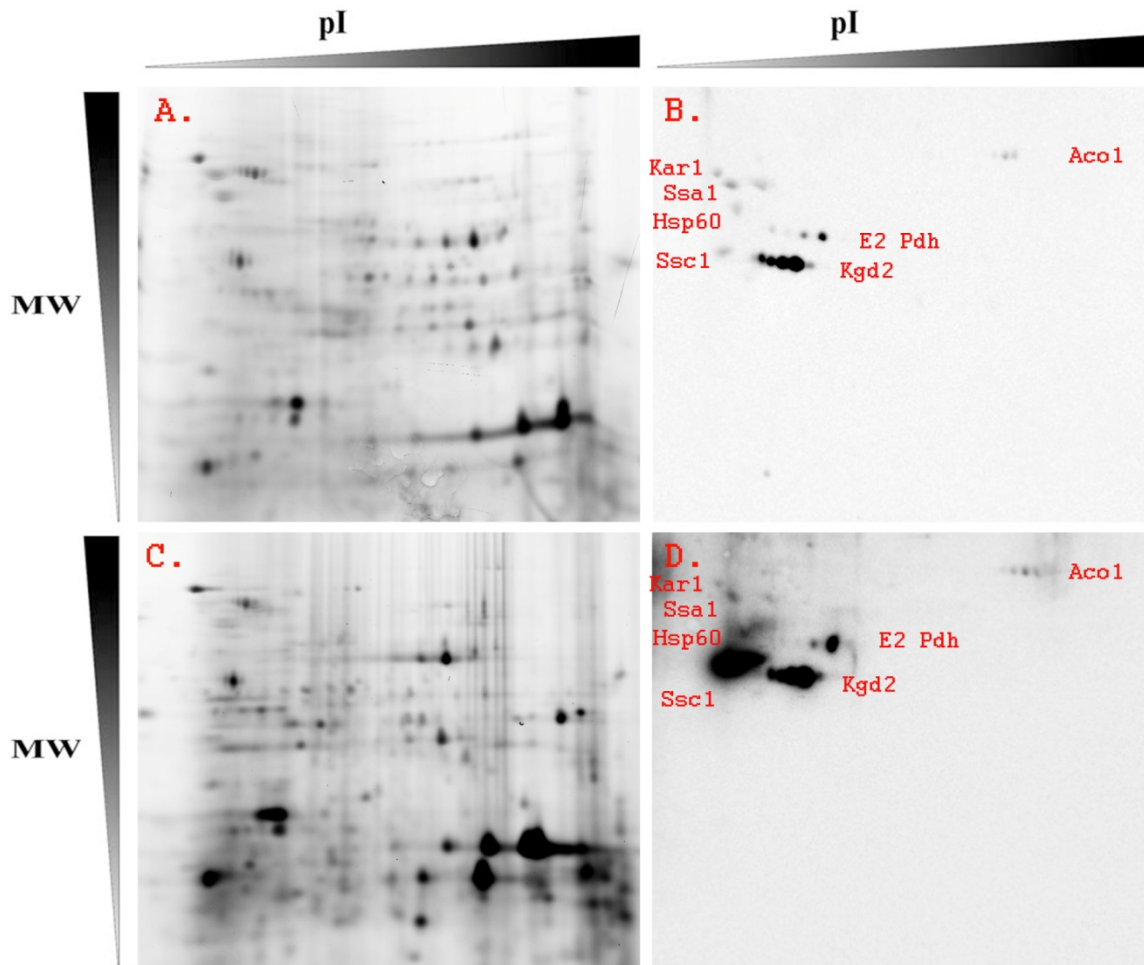 pI
pI
MW
A.
B.
Aco1
Kar1
Ssa1
Hsp60
E2 Pdh
Ssc1
Kgd2
MW
C.
D.
Aco1
Kar1
Ssa1
Hsp60
E2 Pdh
Kgd2
Ssc1